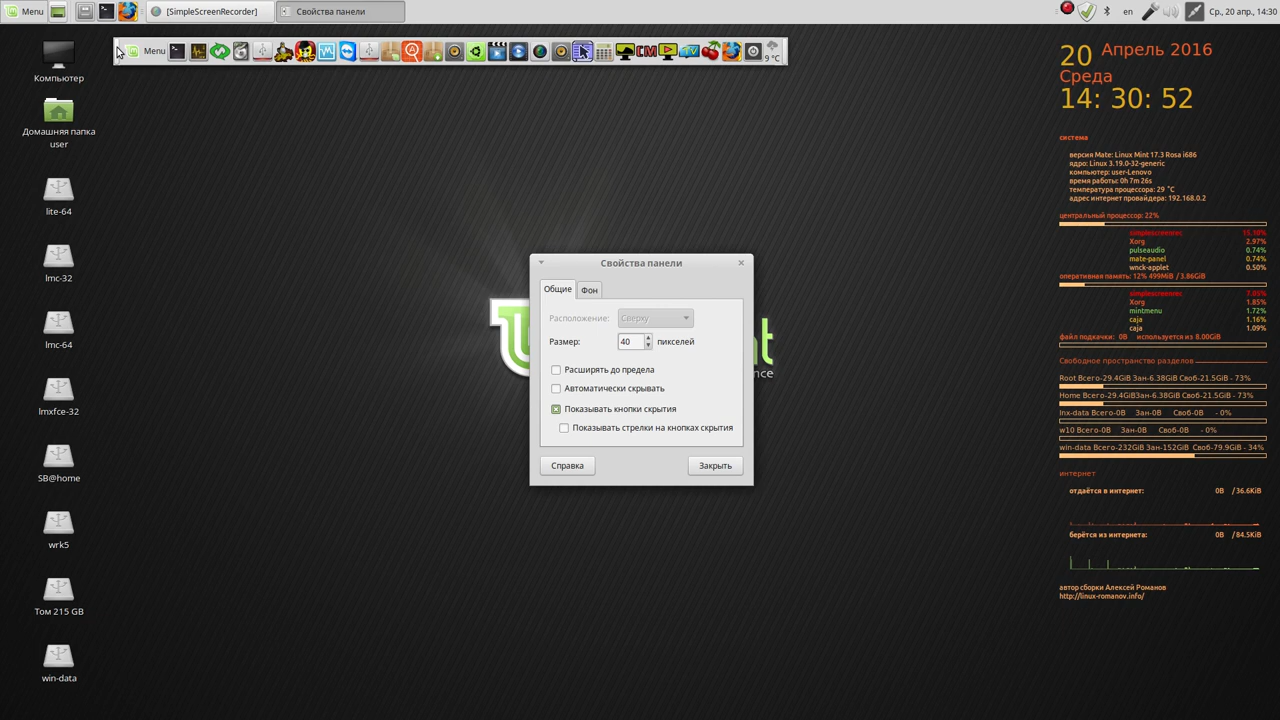 Menu
[SimpleScreenRecorder]
Свойства панели
en
Ср., 20 апр., 14:30
Menu
CM
9 °C
Компьютер
Домашняя папка
user
lite-64
lmc-32
lmc-64
lmxfce-32
SB@home
wrk5
Том 215 GB
win-data
Свойства панели
Общие
Фон
Расположение:
Сверху
Размер:
40
пикселей
Расширять до предела
Автоматически скрывать
Показывать кнопки скрытия
Показывать стрелки на кнопках скрытия
Справка
Закрыть
nce
20 Апрель 2016
Среда
14: 30: 52
система
версия Mate: Linux Mint 17.3 Rosa i686
ядро: Linux 3.19.0-32-generic
компьютер: user-Lenovo
время работы: 0h 7m 26s
температура процессора: 29 °C
адрес интернет провайдера: 192.168.0.2
центральный процессор: 22%
simplescreenrec 15.10%
Xorg 2.97%
pulseaudio 0.74%
mate-panel 0.74%
wnck-applet 0.50%
оперативная память: 12% 499MiB / 3.86GiB
simplescreenrec 7.05%
Xorg 1.85%
mintmenu 1.72%
caja 1.16%
caja 1.09%
файл подкачки: 0B используется из 8.00GiB
Свободное пространство разделов
Root Всего-29.4GiB Зан-6.38GiB Своб-21.5GiB - 73%
Home Всего-29.4GiBЗан-6.38GiB Своб-21.5GiB - 73%
lnx-data Всего-0B Зан-0B Своб-0B - 0%
w10 Всего-0B Зан-0B Своб-0B - 0%
win-data Всего-232GiB Зан-152GiB Своб-79.9GiB - 34%
интернет
отдаётся в интернет: 0B / 36.6KiB
берётся из интернета: 0B / 84.5KiB
автор сборки Алексей Романов
http://linux-romanov.info/